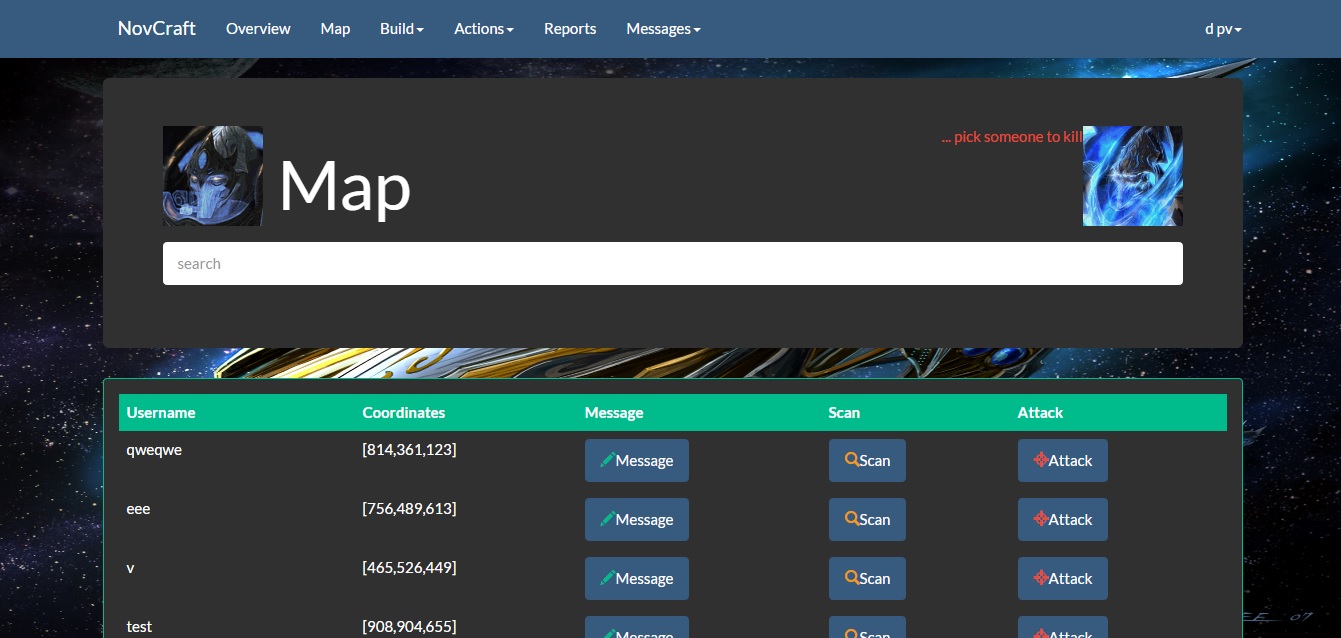 NovCraft Overview Map Build Actions Reports Messages d pv
... pick someone to kill
Map
search
Username Coordinates Message Scan Attack
qweqwe [814,361,123] Message Scan Attack
eee [756,489,613] Message Scan Attack
v [465,526,449] Message Scan Attack
test [908,904,655] Message Scan Attack